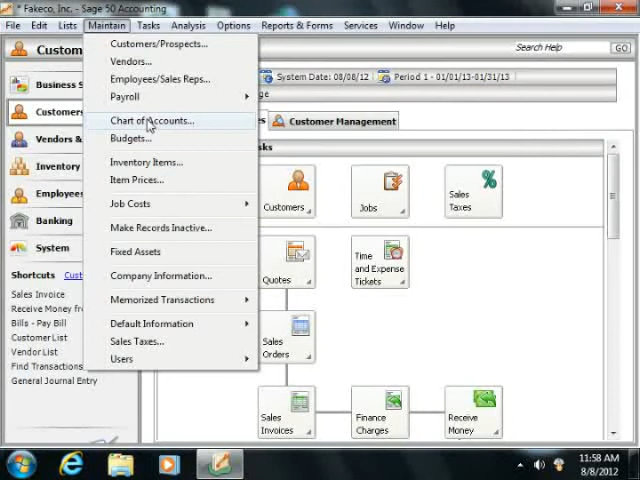 * Fakeco, Inc. - Sage 50 Accounting
File Edit Lists Maintain Tasks Analysis Options Reports & Forms Services Window Help
Custom
Search Help GO
System Date: 08/08/12 Period 1 - 01/01/13-01/31/13
Business S
Customers
Vendors &
Inventory
Employees
Banking
System
Shortcuts
Sales Invoice
Receive Money fr
Bills - Pay Bill
Customer List
Vendor List
Find Transactions
General Journal Entry
Customers/Prospects...
Vendors...
Employees/Sales Reps...
Payroll
Chart of Accounts...
Budgets...
Inventory Items...
Item Prices...
Job Costs
Make Records Inactive...
Fixed Assets
Company Information...
Memorized Transactions
Default Information
Sales Taxes...
Users
Customer Management
Customers
Jobs
Sales Taxes
Quotes
Time and Expense Tickets
Sales Orders
Sales Invoices
Finance Charges
Receive Money
11:58 AM
8/8/2012